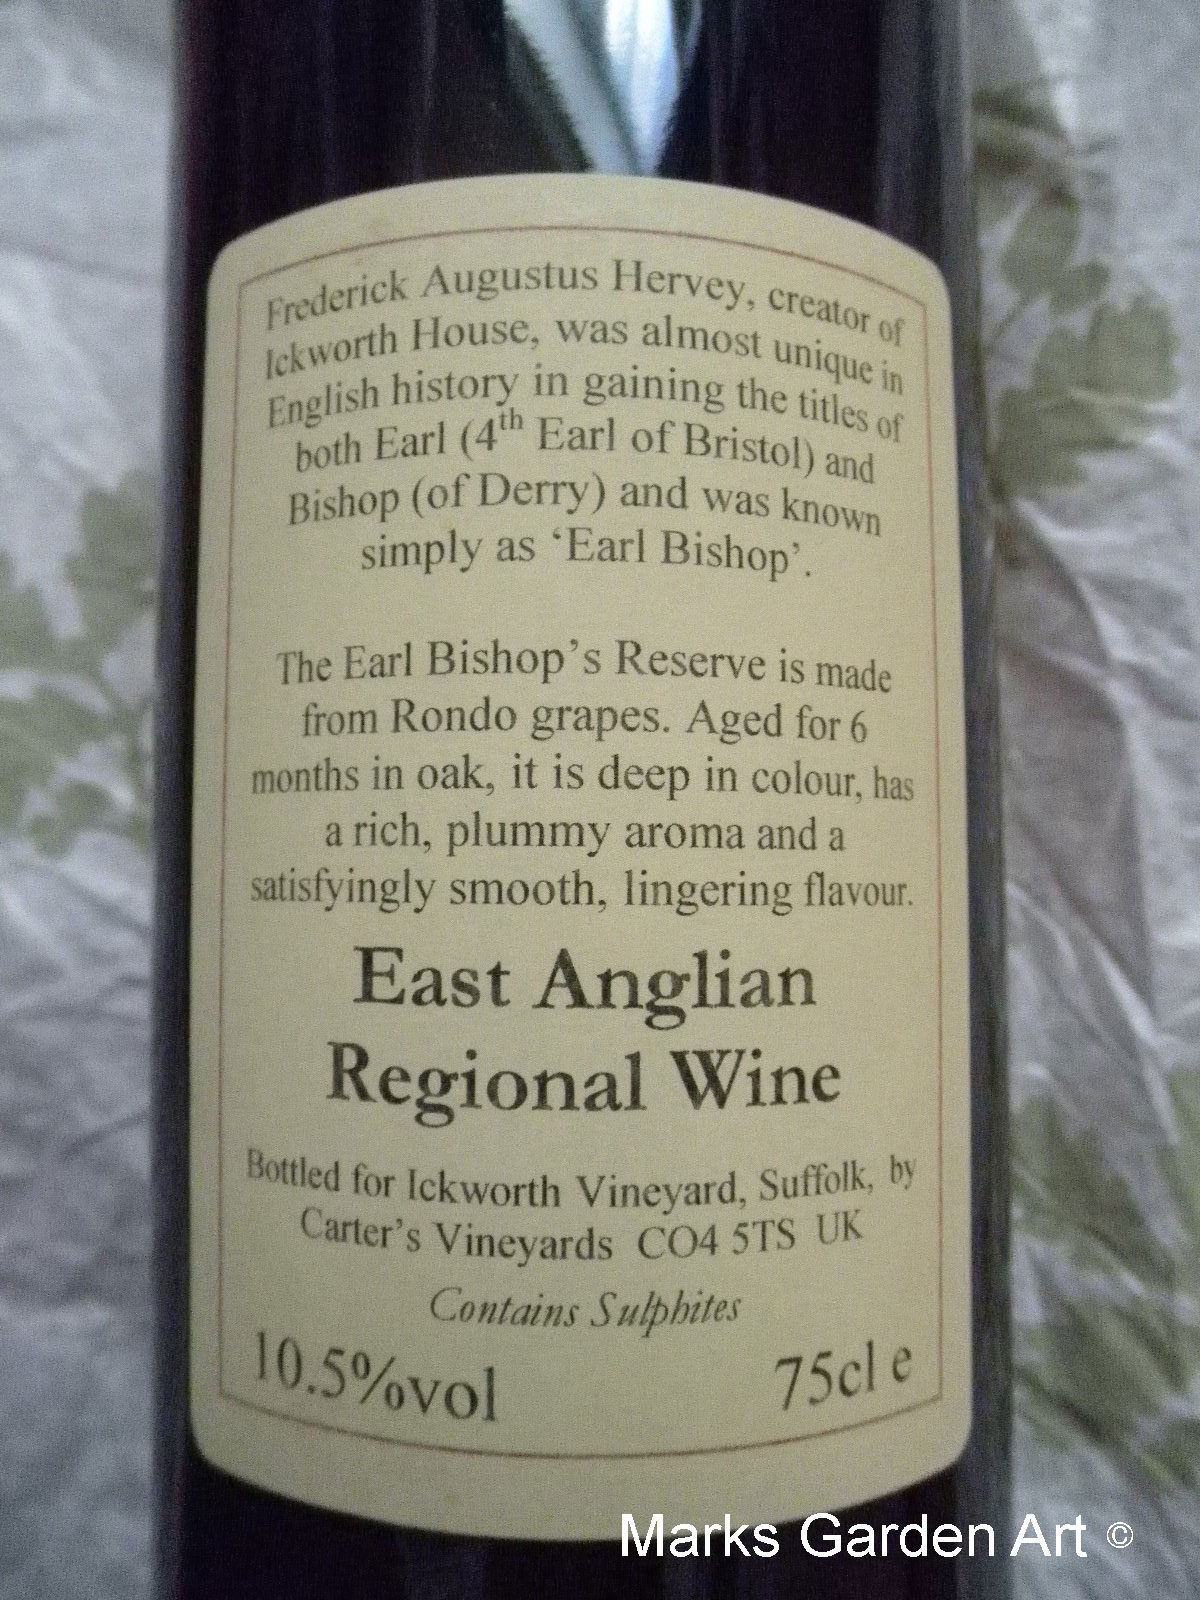 Frederick Augustus Hervey, creator of
Ickworth House, was almost unique in
English history in gaining the titles of
both Earl (4th Earl of Bristol) and
Bishop (of Derry) and was known
simply as ‘Earl Bishop’.
The Earl Bishop’s Reserve is made
from Rondo grapes. Aged for 6
months in oak, it is deep in colour, has
a rich, plummy aroma and a
satisfyingly smooth, lingering flavour.
East Anglian
Regional Wine
Bottled for Ickworth Vineyard, Suffolk, by
Carter’s Vineyards CO4 5TS UK
Contains Sulphites
10.5%vol 75cl e
Marks Garden Art ©